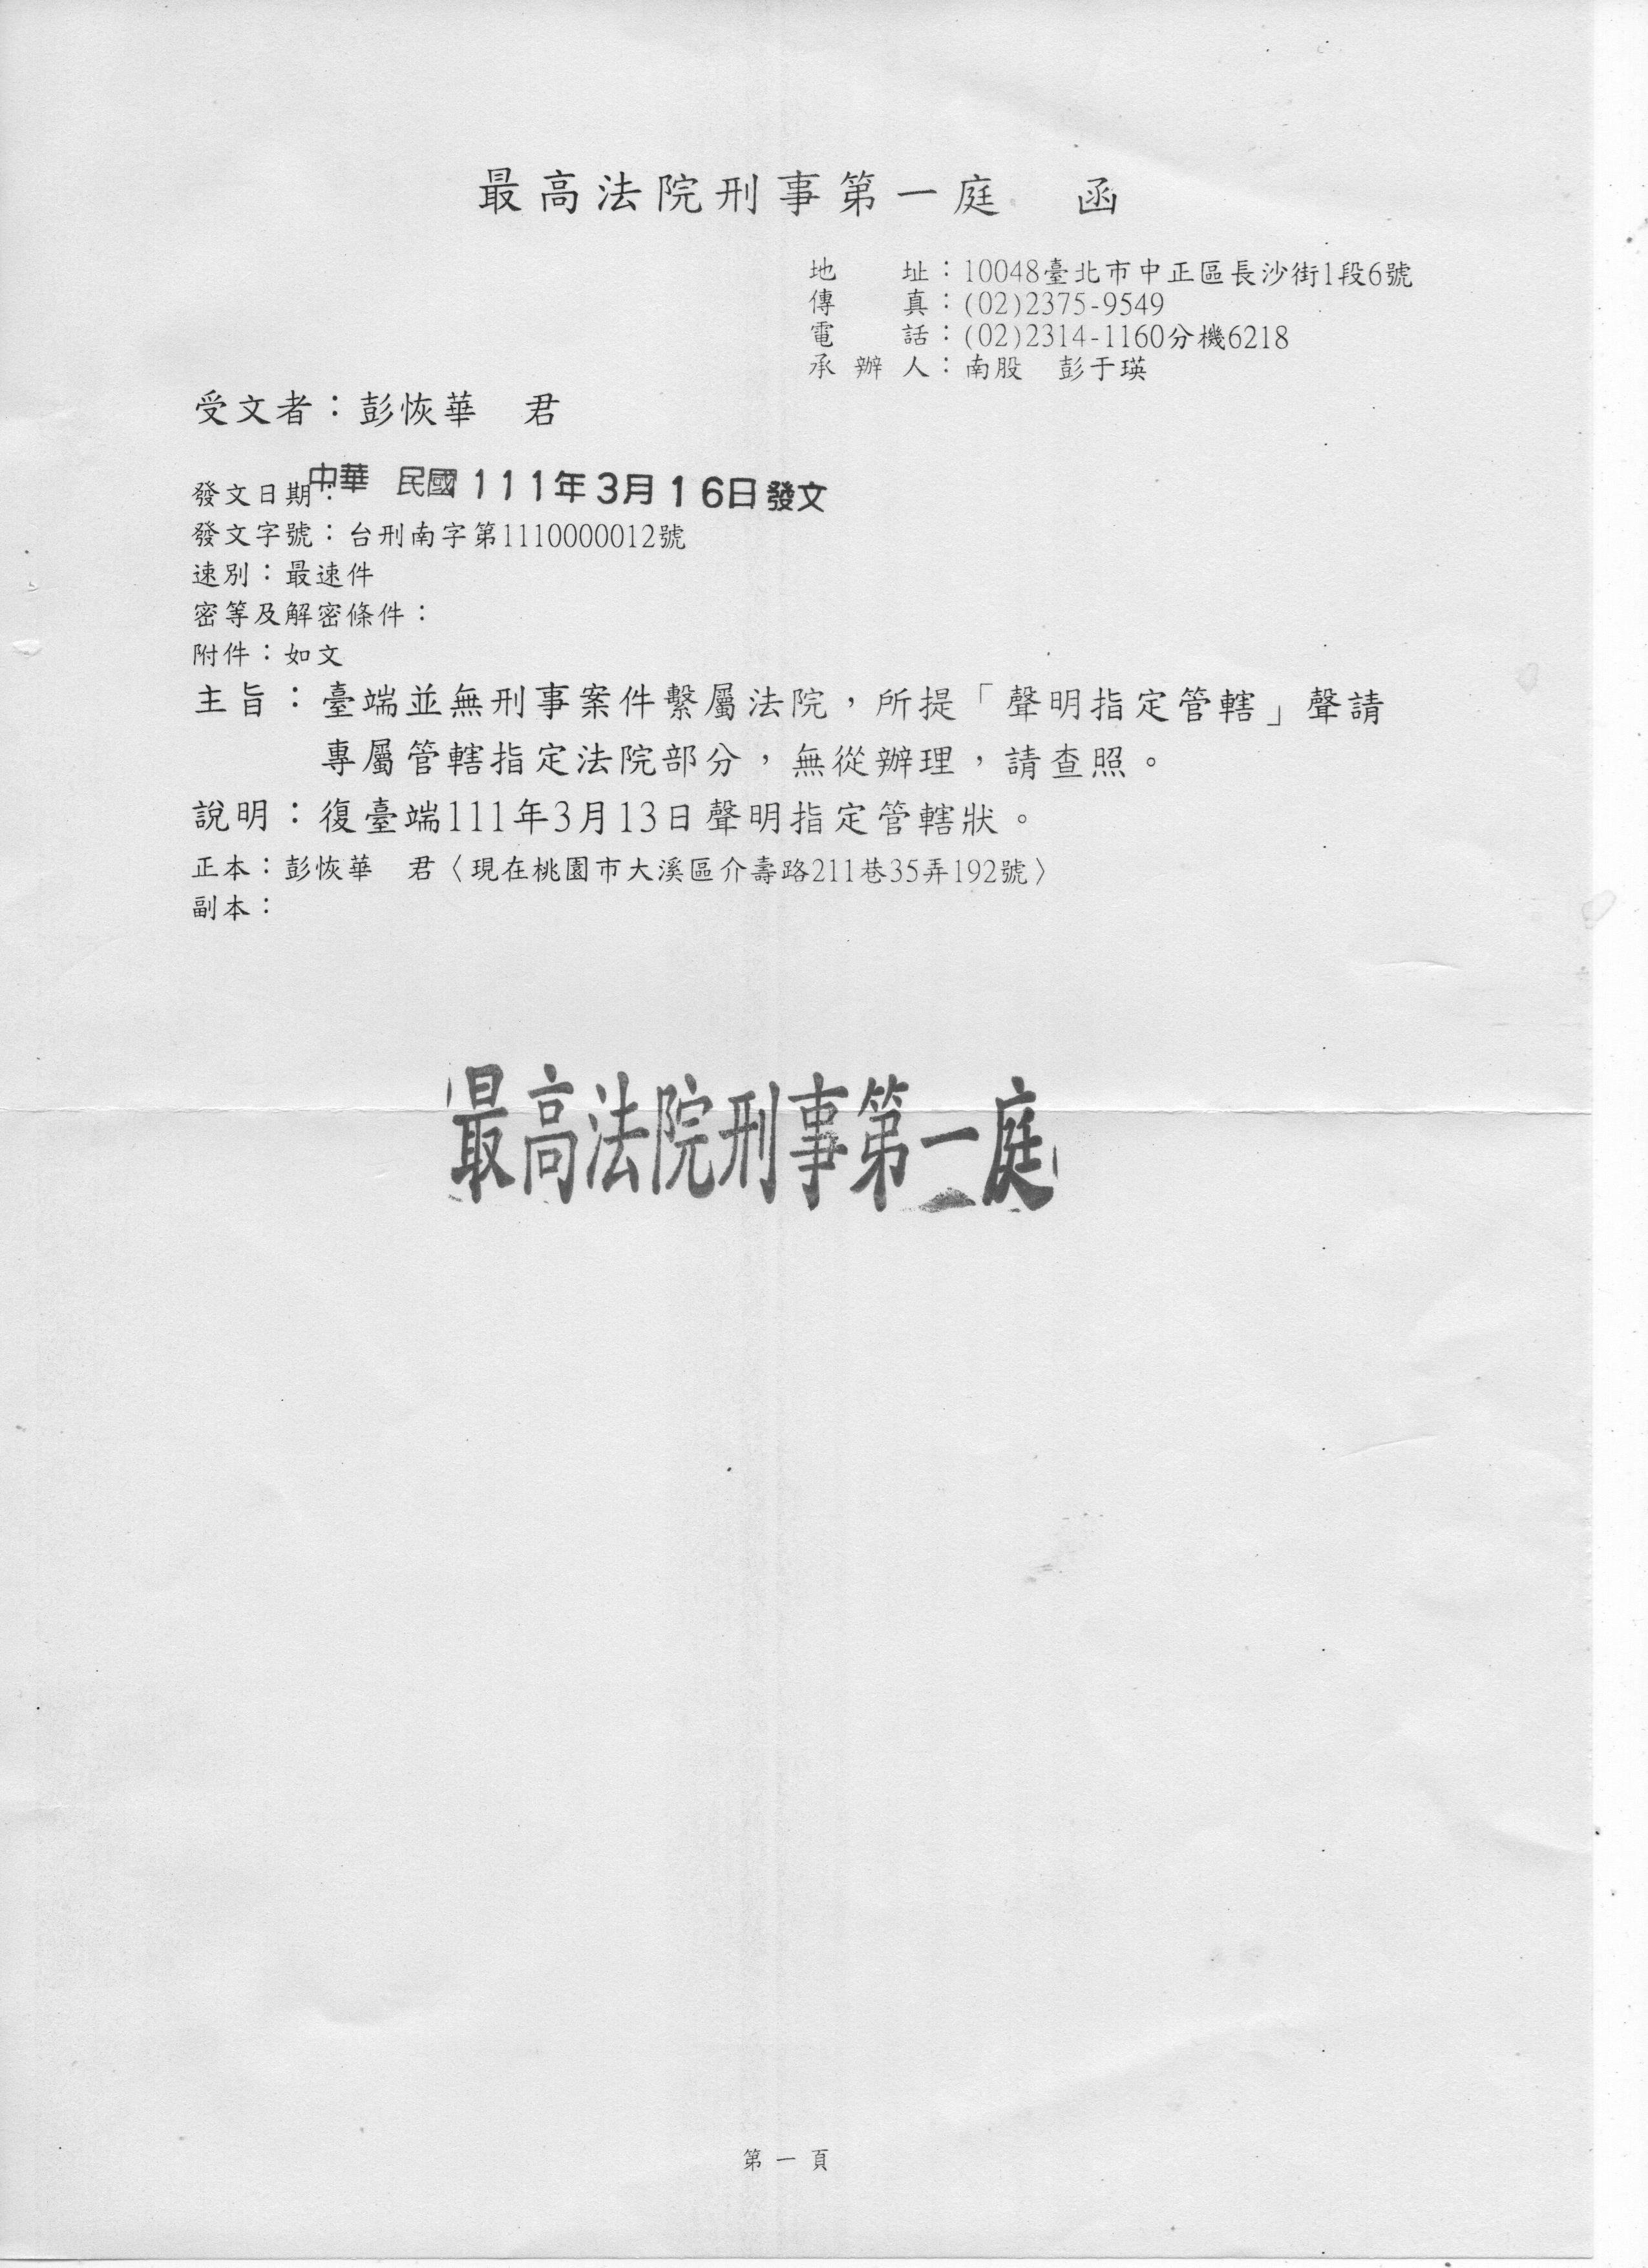 最高法院刑事第一庭　函
地　　址：10048臺北市中正區長沙街1段6號
傳　　真：(02)2375-9549
電　　話：(02)2314-1160分機6218
承 辦 人：南股　彭于瑛
受文者：彭恢華　君
發文日期：中華 民國111年3月16日發文
發文字號：台刑南字第1110000012號
速別：最速件
密等及解密條件：
附件：如文
主旨：臺端並無刑事案件繫屬法院，所提「聲明指定管轄」聲請
專屬管轄指定法院部分，無從辦理，請查照。
說明：復臺端111年3月13日聲明指定管轄狀。
正本：彭恢華　君〈現在桃園市大溪區介壽路211巷35弄192號〉
副本：
最高法院刑事第一庭
第一頁